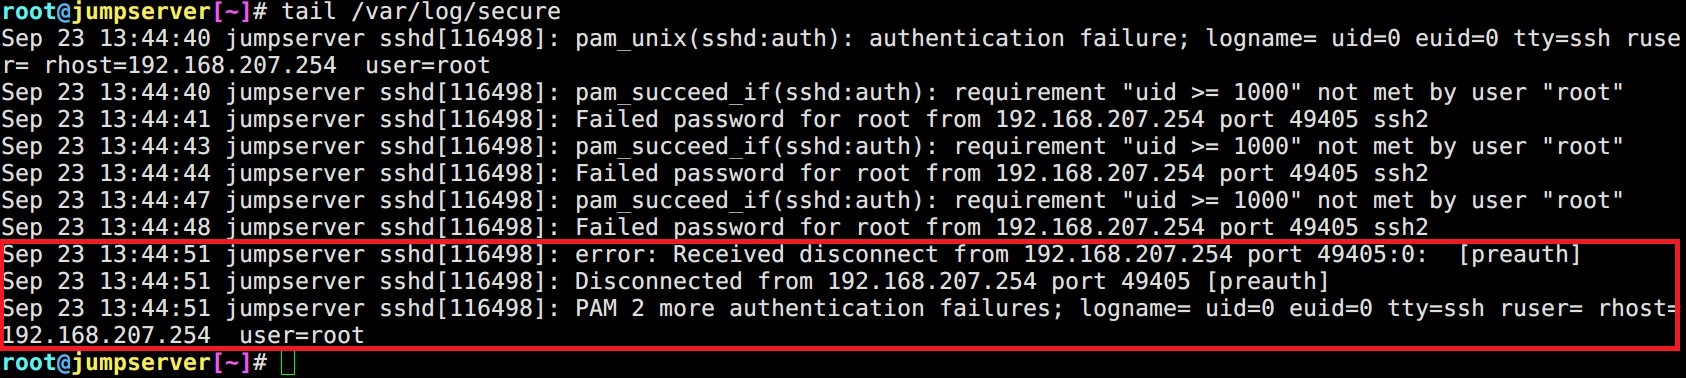 root@jumpserver[~]# tail /var/log/secure
Sep 23 13:44:40 jumpserver sshd[116498]: pam_unix(sshd:auth): authentication failure; logname= uid=0 euid=0 tty=ssh ruse
r= rhost=192.168.207.254  user=root
Sep 23 13:44:40 jumpserver sshd[116498]: pam_succeed_if(sshd:auth): requirement "uid >= 1000" not met by user "root"
Sep 23 13:44:41 jumpserver sshd[116498]: Failed password for root from 192.168.207.254 port 49405 ssh2
Sep 23 13:44:43 jumpserver sshd[116498]: pam_succeed_if(sshd:auth): requirement "uid >= 1000" not met by user "root"
Sep 23 13:44:44 jumpserver sshd[116498]: Failed password for root from 192.168.207.254 port 49405 ssh2
Sep 23 13:44:47 jumpserver sshd[116498]: pam_succeed_if(sshd:auth): requirement "uid >= 1000" not met by user "root"
Sep 23 13:44:48 jumpserver sshd[116498]: Failed password for root from 192.168.207.254 port 49405 ssh2
Sep 23 13:44:51 jumpserver sshd[116498]: error: Received disconnect from 192.168.207.254 port 49405:0:  [preauth]
Sep 23 13:44:51 jumpserver sshd[116498]: Disconnected from 192.168.207.254 port 49405 [preauth]
Sep 23 13:44:51 jumpserver sshd[116498]: PAM 2 more authentication failures; logname= uid=0 euid=0 tty=ssh ruser= rhost=
192.168.207.254  user=root
root@jumpserver[~]#